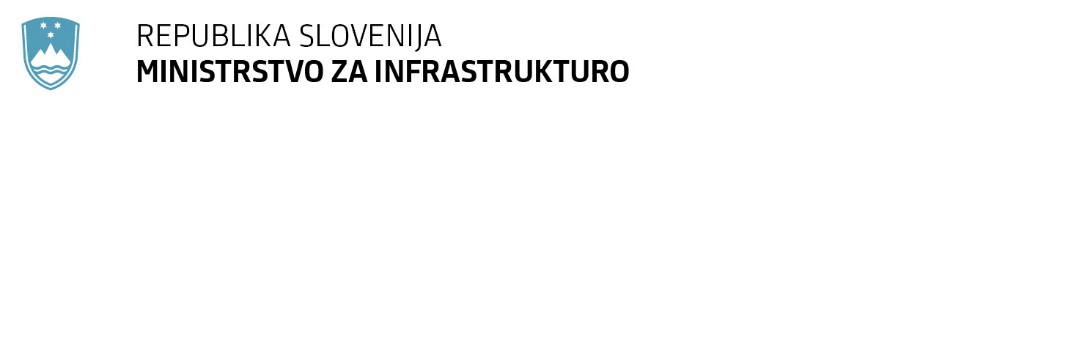 REPUBLIKA SLOVENIJA
MINISTRSTVO ZA INFRASTRUKTURO